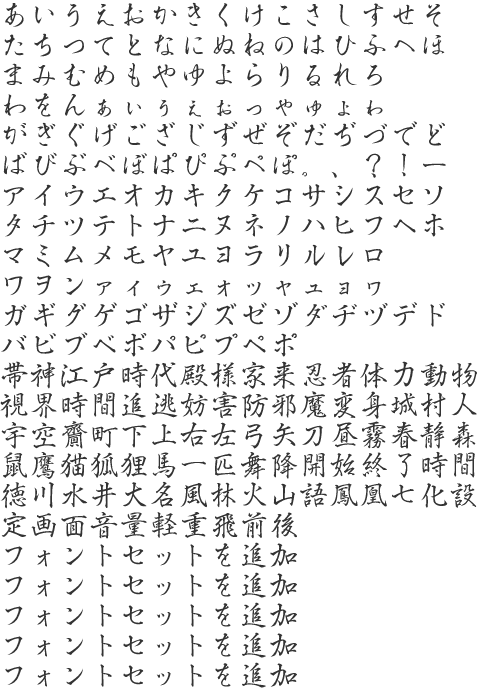 あいうえおかきくけこさしすせそ
たちつてとなにぬねのはひふへほ
まみむめもやゆよらりるれろ
わをんぁぃぅぇぉっゃゅょゎ
がぎぐげござじずぜぞだぢづでど
ばびぶべぼぱぴぷぺぽ。、？！ー
アイウエオカキクケコサシスセソ
タチツテトナニヌネノハヒフヘホ
マミムメモヤユヨラリルレロ
ワヲンァィゥェォッャュョヮ
ガギグゲゴザジズゼゾダヂヅデド
バビブベボパピプペポ
帯神江戸時代殿様家来忍者体力動物
視界時間追逃妨害防邪魔変身城村人
宇空齋町下上右左弓矢刀昼霧春静森
鼠鷹猫狐狸馬一匹舞降開始終了時間
徳川水井大名風林火山語鳳凰七化設
定画面音量軽重飛前後
フォントセットを追加
フォントセットを追加
フォントセットを追加
フォントセットを追加
フォントセットを追加